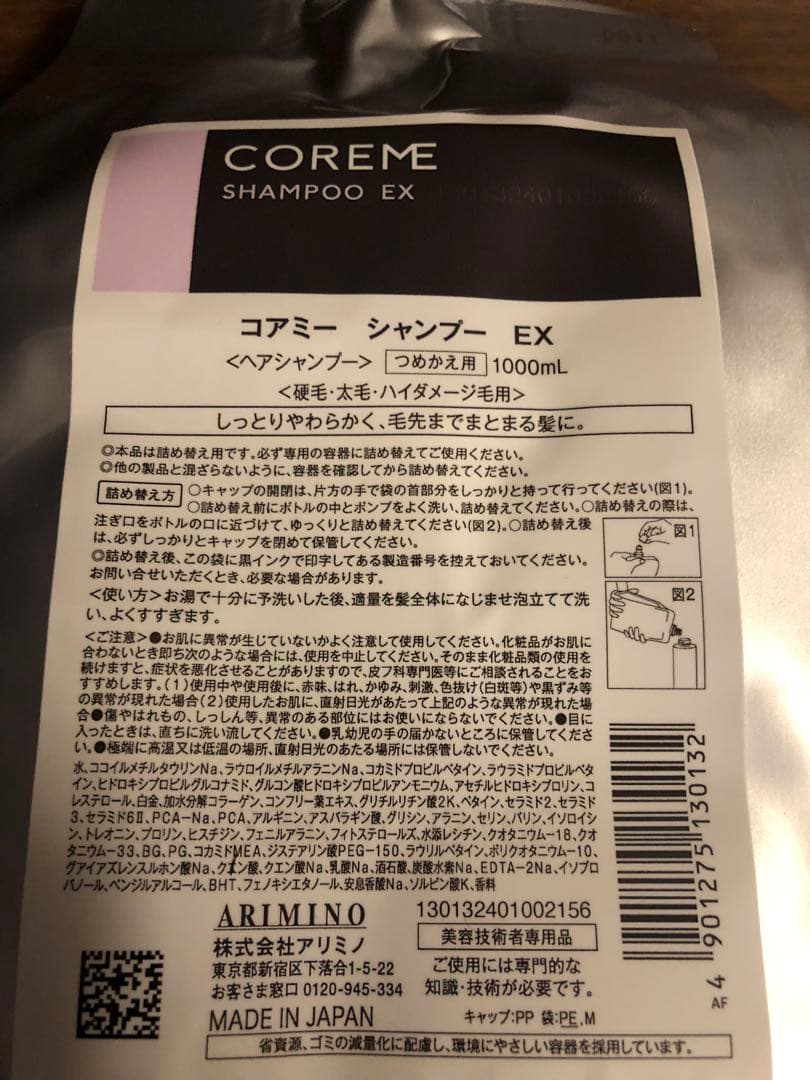 COREME
SHAMPOO EX
コアミー シャンプー EX
<ヘアシャンプー> つめかえ用 1000mL
<硬毛・太毛・ハイダメージ毛用>
しっとりやわらかく、毛先までまとまる髪に。
◎本品は詰め替え用です。必ず専用の容器に詰め替えてご使用ください。
◎他の製品と混ざらないように、容器を確認してから詰め替えてください。
詰め替え方 ○キャップの開閉は、片方の手で袋の首部分をしっかりと持って行ってください(図1)。
○詰め替え前にボトルの中とポンプをよく洗い、詰め替えてください。○詰め替えの際は、
注ぎ口をボトルの口に近づけて、ゆっくりと詰め替えてください(図2)。○詰め替え後
は、必ずしっかりとキャップを閉めて保管してください。
◎詰め替え後、この袋に黒インクで印字してある製造番号を控えておいてください。
お問い合せいただくとき、必要な場合があります。
図1
図2
<使い方>お湯で十分に予洗いした後、適量を髪全体になじませ泡立てて洗
い、よくすすぎます。
<ご注意>●お肌に異常が生じていないかよく注意して使用してください。化粧品がお肌に
合わないとき即ち次のような場合には、使用を中止してください。そのまま化粧品類の使用を
続けますと、症状を悪化させることがありますので、皮フ科専門医等にご相談されることをお
すすめします。(1)使用中や使用後に、赤味、はれ、かゆみ、刺激、色抜け(白斑等)や黒ずみ等
の異常が現れた場合(2)使用したお肌に、直射日光があたって上記のような異常が現れた場
合●傷やはれもの、しっしん等、異常のある部位にはお使いにならないでください。●目に
入ったときは、直ちに洗い流してください。●乳幼児の手の届かないところに保管してくださ
い。●極端に高温又は低温の場所、直射日光のあたる場所には保管しないでください。
水、ココイルメチルタウリンNa、ラウロイルメチルアラニンNa、コカミドプロピルベタイン、ラウラミドプロピルベタ
イン、ヒドロキシプロピルグルコナミド、グルコン酸ヒドロキシプロピルアンモニウム、アセチルヒドロキシプロリン、コ
レステロール、白金、加水分解コラーゲン、コンフリー葉エキス、グリチルリチン酸2K、ベタイン、セラミド2、セラミド
3、セラミド6Ⅱ、PCA-Na、PCA、アルギニン、アスパラギン酸、グリシン、アラニン、セリン、バリン、イソロイシ
ン、トレオニン、プロリン、ヒスチジン、フェニルアラニン、フィトステロールズ、水添レシチン、クオタニウム-18、クオ
タニウム-33、BG、PG、コカミドMEA、ジステアリン酸PEG-150、ラウリルベタイン、ポリクオタニウム-10、
グアイアズレンスルホン酸Na、クエン酸、クエン酸Na、乳酸Na、酒石酸、炭酸水素Na、EDTA-2Na、イソプロ
パノール、ベンジルアルコール、BHT、フェノキシエタノール、安息香酸Na、ソルビン酸K、香料
ARIMINO
株式会社アリミノ
東京都新宿区下落合1-5-22
お客さま窓口 0120-945-334
MADE IN JAPAN
130132401002156
美容技術者専用品
ご使用には専門的な
知識・技術が必要です。
キャップ:PP 袋:PE,M
4 901275 130132
AF
省資源、ゴミの減量化に配慮し、環境にやさしい容器を採用しています。